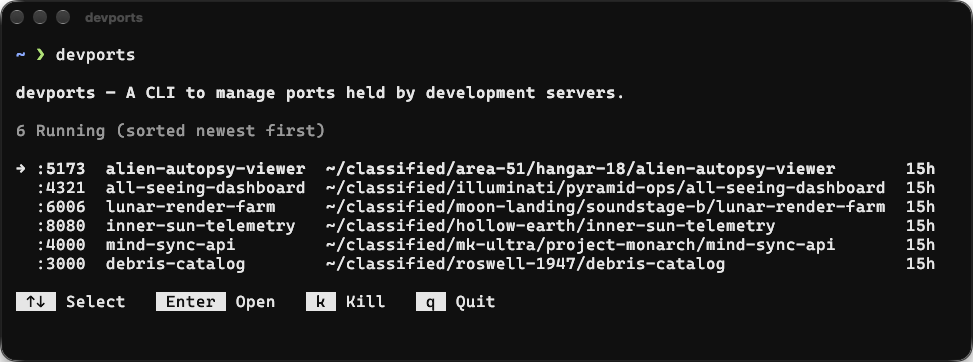 devports
~ ❯ devports
devports — A CLI to manage ports held by development servers.
6 Running (sorted newest first)
→ :5173 alien-autopsy-viewer ~/classified/area-51/hangar-18/alien-autopsy-viewer 15h
:4321 all-seeing-dashboard ~/classified/illuminati/pyramid-ops/all-seeing-dashboard 15h
:6006 lunar-render-farm ~/classified/moon-landing/soundstage-b/lunar-render-farm 15h
:8080 inner-sun-telemetry ~/classified/hollow-earth/inner-sun-telemetry 15h
:4000 mind-sync-api ~/classified/mk-ultra/project-monarch/mind-sync-api 15h
:3000 debris-catalog ~/classified/roswell-1947/debris-catalog 15h
↑↓ Select Enter Open k Kill q Quit